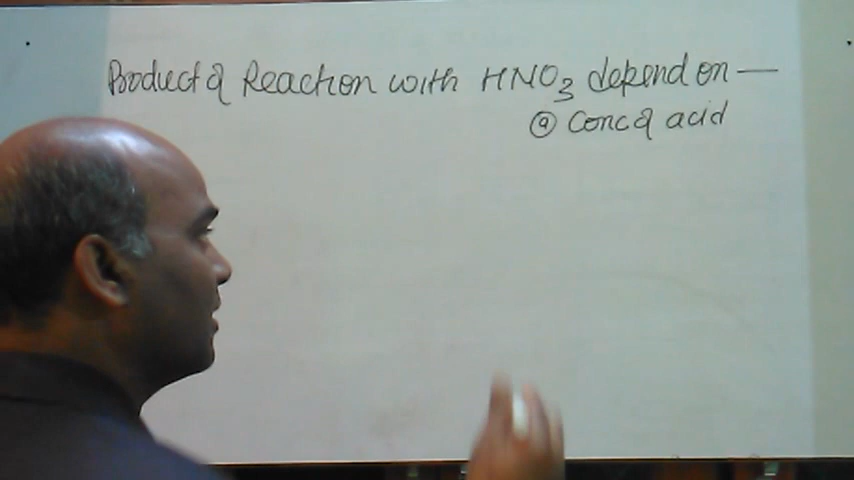 Product of Reaction with HNO3 depend on —
(a) Conc of acid